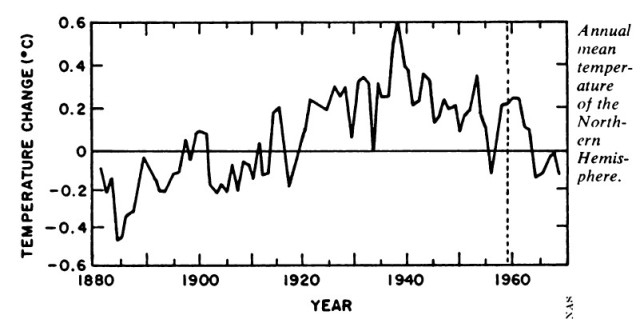 0.6
0.4
0.2
0
-0.2
-0.4
-0.6
TEMPERATURE CHANGE (°C)
1880
1900
1920
1940
1960
YEAR
Annual
mean
temper-
ature
of the
North-
ern
Hemis-
phere.
NAS